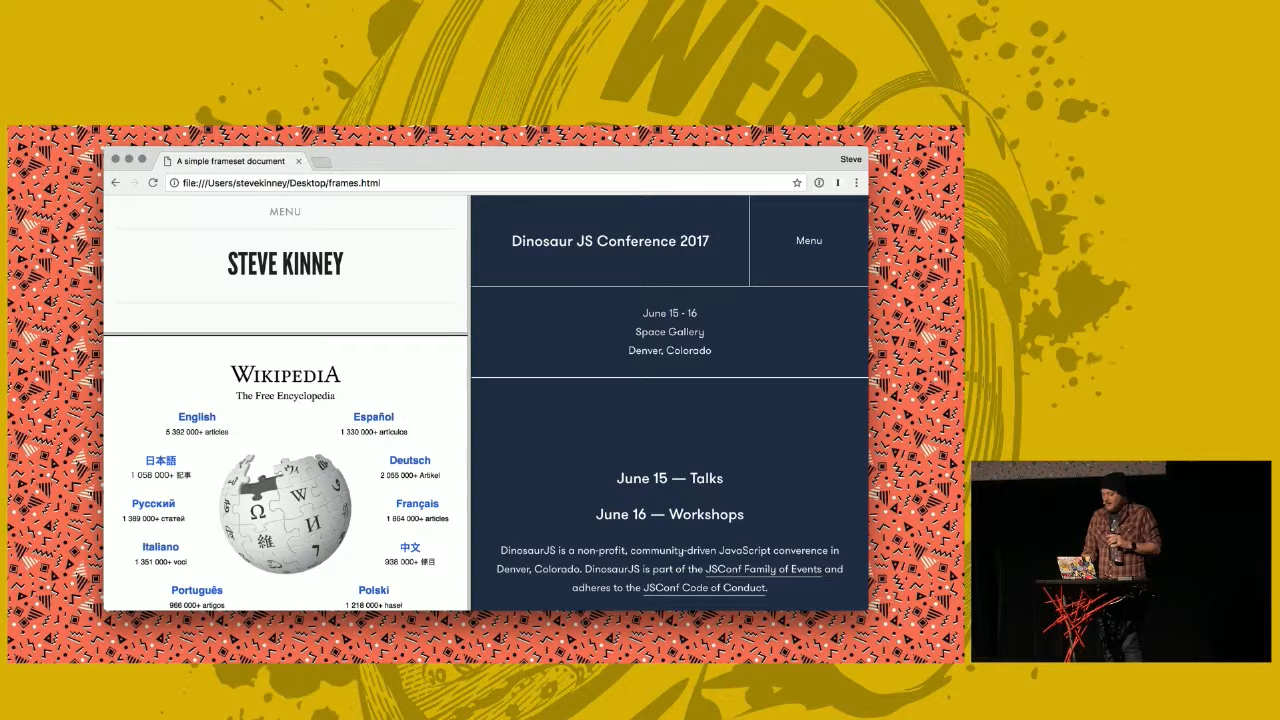 WEB
A simple frameset document
Steve
file:///Users/stevekinney/Desktop/frames.html
MENU
STEVE KINNEY
WIKIPEDIA
The Free Encyclopedia
English
5 392 000+ articles
Español
1 330 000+ artículos
日本語
1 058 000+ 記事
Deutsch
2 055 000+ Artikel
Русский
1 389 000+ статей
Français
1 864 000+ articles
Italiano
1 351 000+ voci
中文
938 000+ 條目
Português
966 000+ artigos
Polski
1 218 000+ haseł
Dinosaur JS Conference 2017
Menu
June 15 - 16
Space Gallery
Denver, Colorado
June 15 — Talks
June 16 — Workshops
DinosaurJS is a non-profit, community-driven JavaScript converence in
Denver, Colorado. DinosaurJS is part of the JSConf Family of Events and
adheres to the JSConf Code of Conduct.